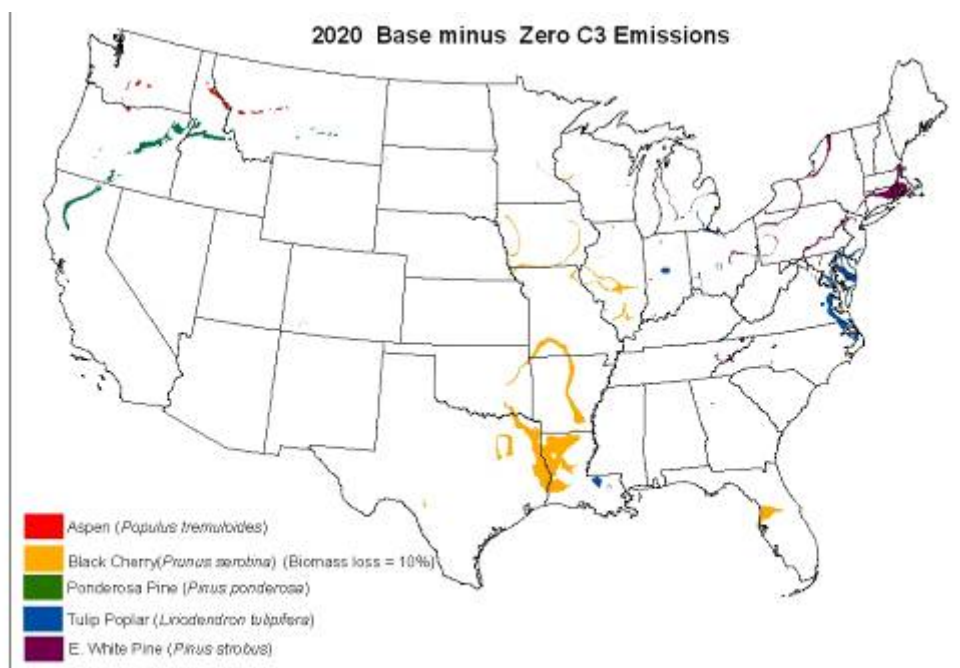 2020 Base minus Zero C3 Emissions
Aspen (Populus tremuloides)
Black Cherry(Prunus serotina) (Biomass loss = 10%)
Ponderosa Pine (Pinus ponderosa)
Tulip Poplar (Liriodendron tulipifera)
E. White Pine (Pinus strobus)